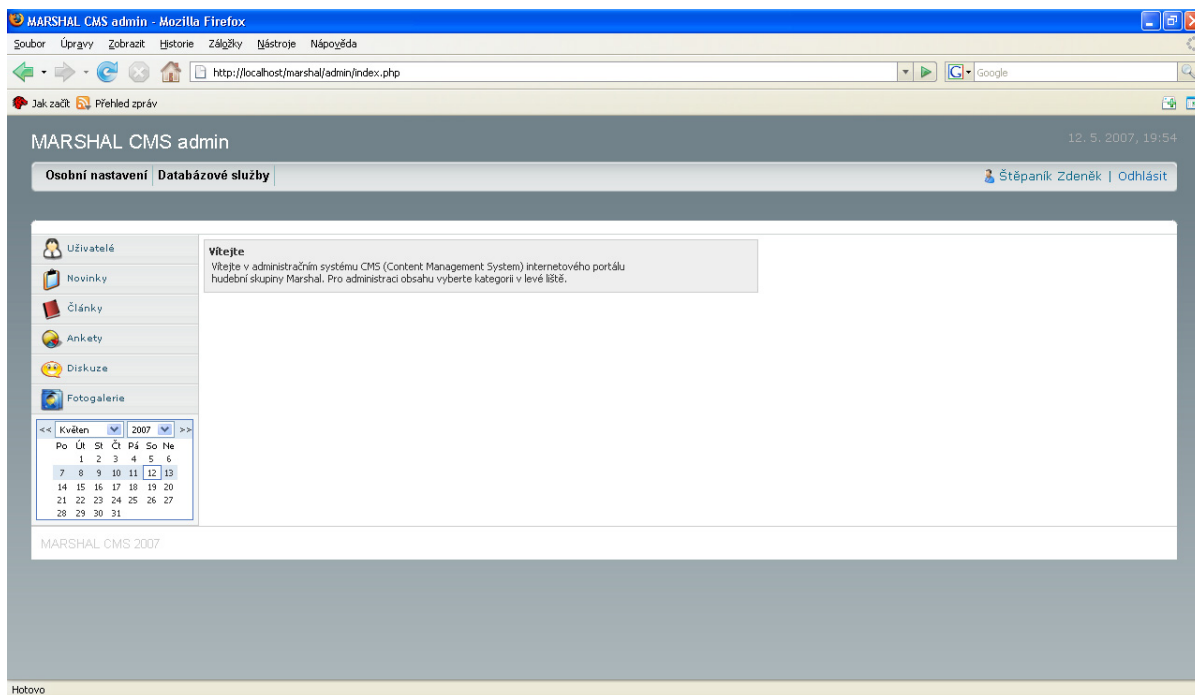 MARSHAL CMS admin - Mozilla Firefox
Soubor Úpravy Zobrazit Historie Záložky Nástroje Nápověda
http://localhost/marshal/admin/index.php
G Google
Jak začít Přehled zpráv
MARSHAL CMS admin
12. 5. 2007, 19:54
Osobní nastavení Databázové služby
Štěpaník Zdeněk | Odhlásit
Uživatelé
Novinky
Články
Ankety
Diskuze
Fotogalerie
Vítejte
Vítejte v administračním systému CMS (Content Management System) internetového portálu
hudební skupiny Marshal. Pro administraci obsahu vyberte kategorii v levé liště.
<< Květen 2007 >>
Po Út St Čt Pá So Ne
1 2 3 4 5 6
7 8 9 10 11 12 13
14 15 16 17 18 19 20
21 22 23 24 25 26 27
28 29 30 31
MARSHAL CMS 2007
Hotovo